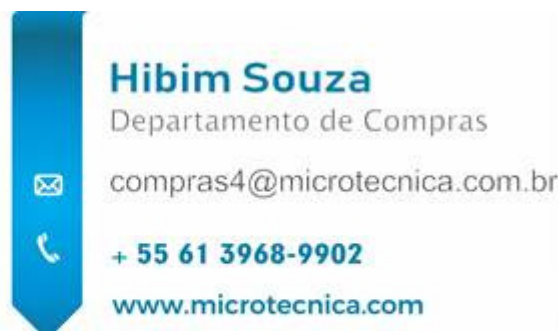 Hibim Souza
Departamento de Compras
compras4@microtecnica.com.br
+ 55 61 3968-9902
www.microtecnica.com